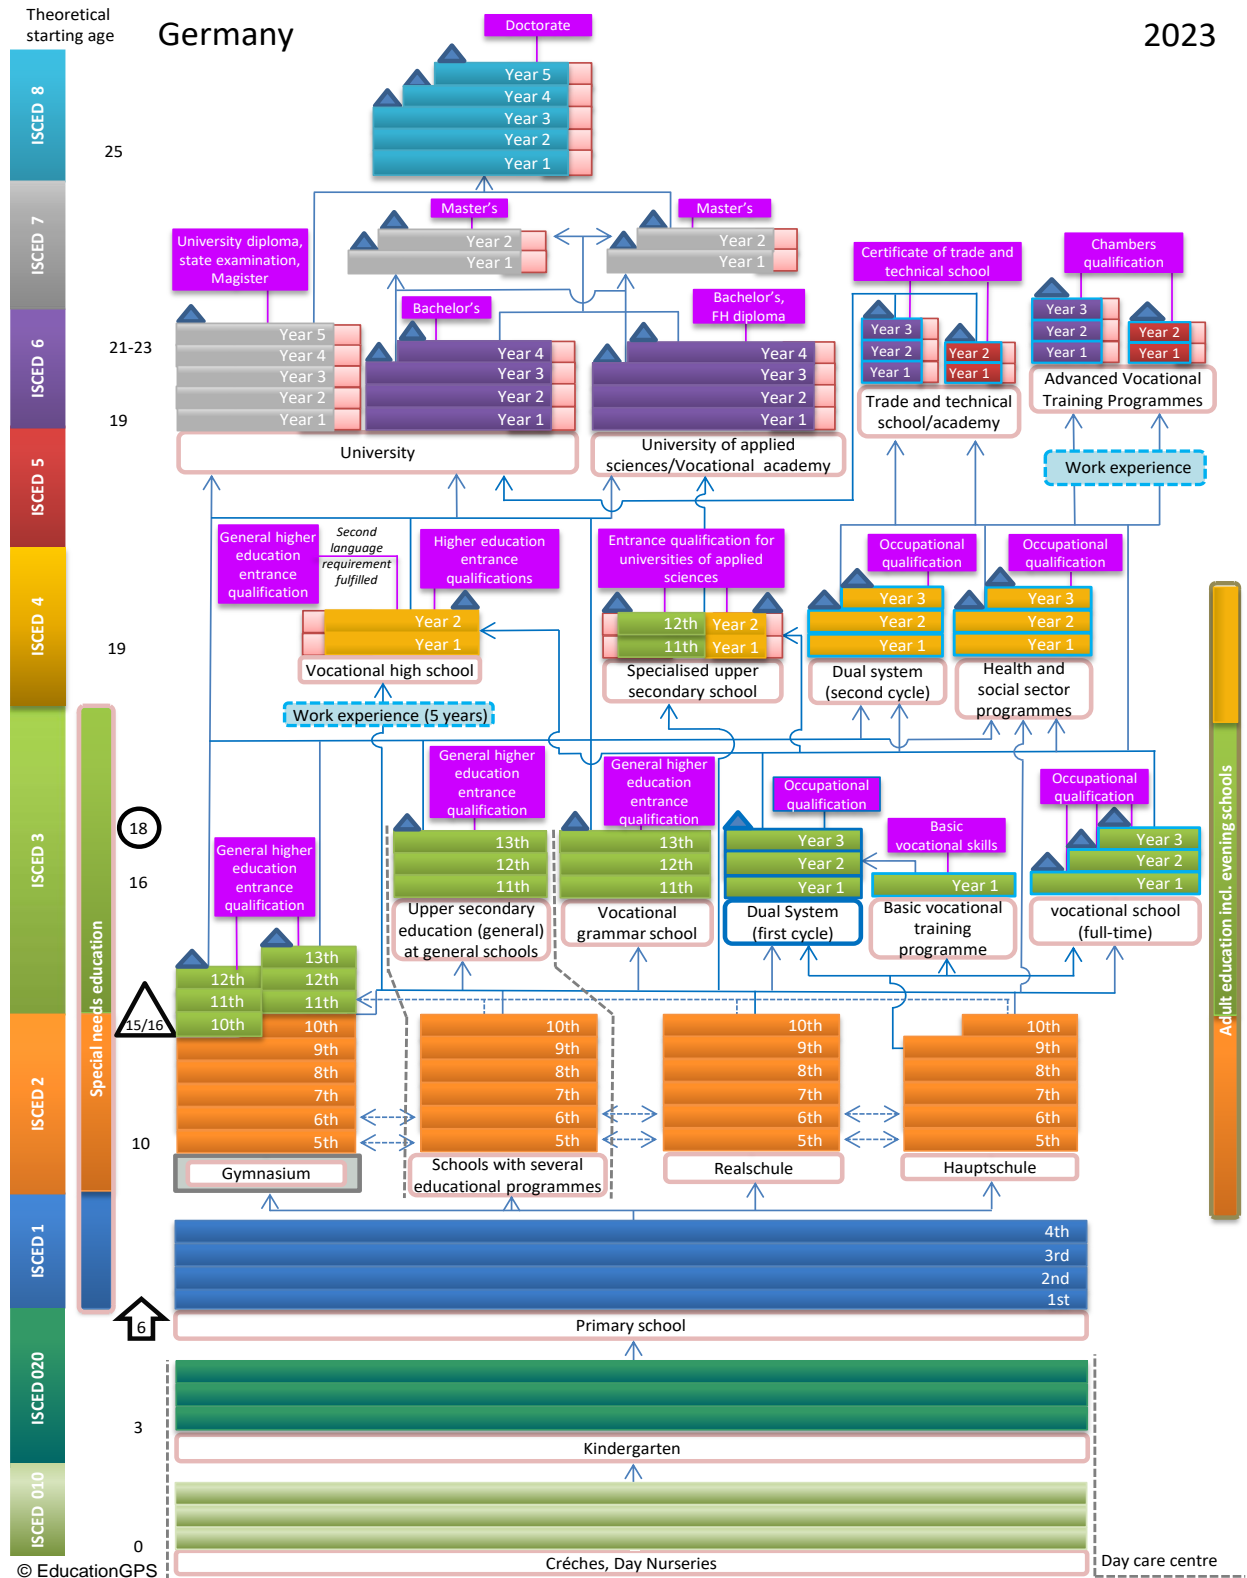 Theoretical
starting age
Germany
2023
Doctorate
ISCED 8
Year 5
Year 4
Year 3
Year 2
Year 1
25
ISCED 7
Master's
Master's
Year 2
Year 1
Year 2
Year 1
University diploma,
state examination,
Magister
Certificate of trade and
technical school
Chambers
qualification
Bachelor's
Bachelor's,
FH diploma
ISCED 6
21-23
19
Year 5
Year 4
Year 3
Year 2
Year 1
Year 4
Year 3
Year 2
Year 1
Year 4
Year 3
Year 2
Year 1
Year 3
Year 2
Year 1
Year 2
Year 1
Year 3
Year 2
Year 1
Year 2
Year 1
University
University of applied
sciences/Vocational academy
Trade and technical
school/academy
Advanced Vocational
Training Programmes
Work experience
ISCED 5
General higher
education
entrance
qualification
Second
language
requirement
fulfilled
Higher education
entrance
qualifications
Entrance qualification for
universities of applied
sciences
Occupational
qualification
Occupational
qualification
ISCED 4
19
Year 2
Year 1
12th
11th
Year 2
Year 1
Year 3
Year 2
Year 1
Year 3
Year 2
Year 1
Vocational high school
Specialised upper
secondary school
Dual system
(second cycle)
Health and
social sector
programmes
Work experience (5 years)
General higher
education
entrance
qualification
General higher
education
entrance
qualification
Occupational
qualification
Basic
vocational skills
Occupational
qualification
ISCED 3
18
16
15/16
General higher
education
entrance
qualification
13th
12th
11th
13th
12th
11th
Year 3
Year 2
Year 1
Year 1
Year 3
Year 2
Year 1
Upper secondary
education (general)
at general schools
Vocational
grammar school
Dual System
(first cycle)
Basic vocational
training
programme
vocational school
(full-time)
12th
11th
10th
13th
12th
11th
Special needs education
Adult education incl. evening schools
ISCED 2
10
10th
9th
8th
7th
6th
5th
10th
9th
8th
7th
6th
5th
10th
9th
8th
7th
6th
5th
10th
9th
8th
7th
6th
5th
Gymnasium
Schools with several
educational programmes
Realschule
Hauptschule
ISCED 1
4th
3rd
2nd
1st
6
Primary school
ISCED 020
3
Kindergarten
ISCED 010
0
Créches, Day Nurseries
Day care centre
© EducationGPS